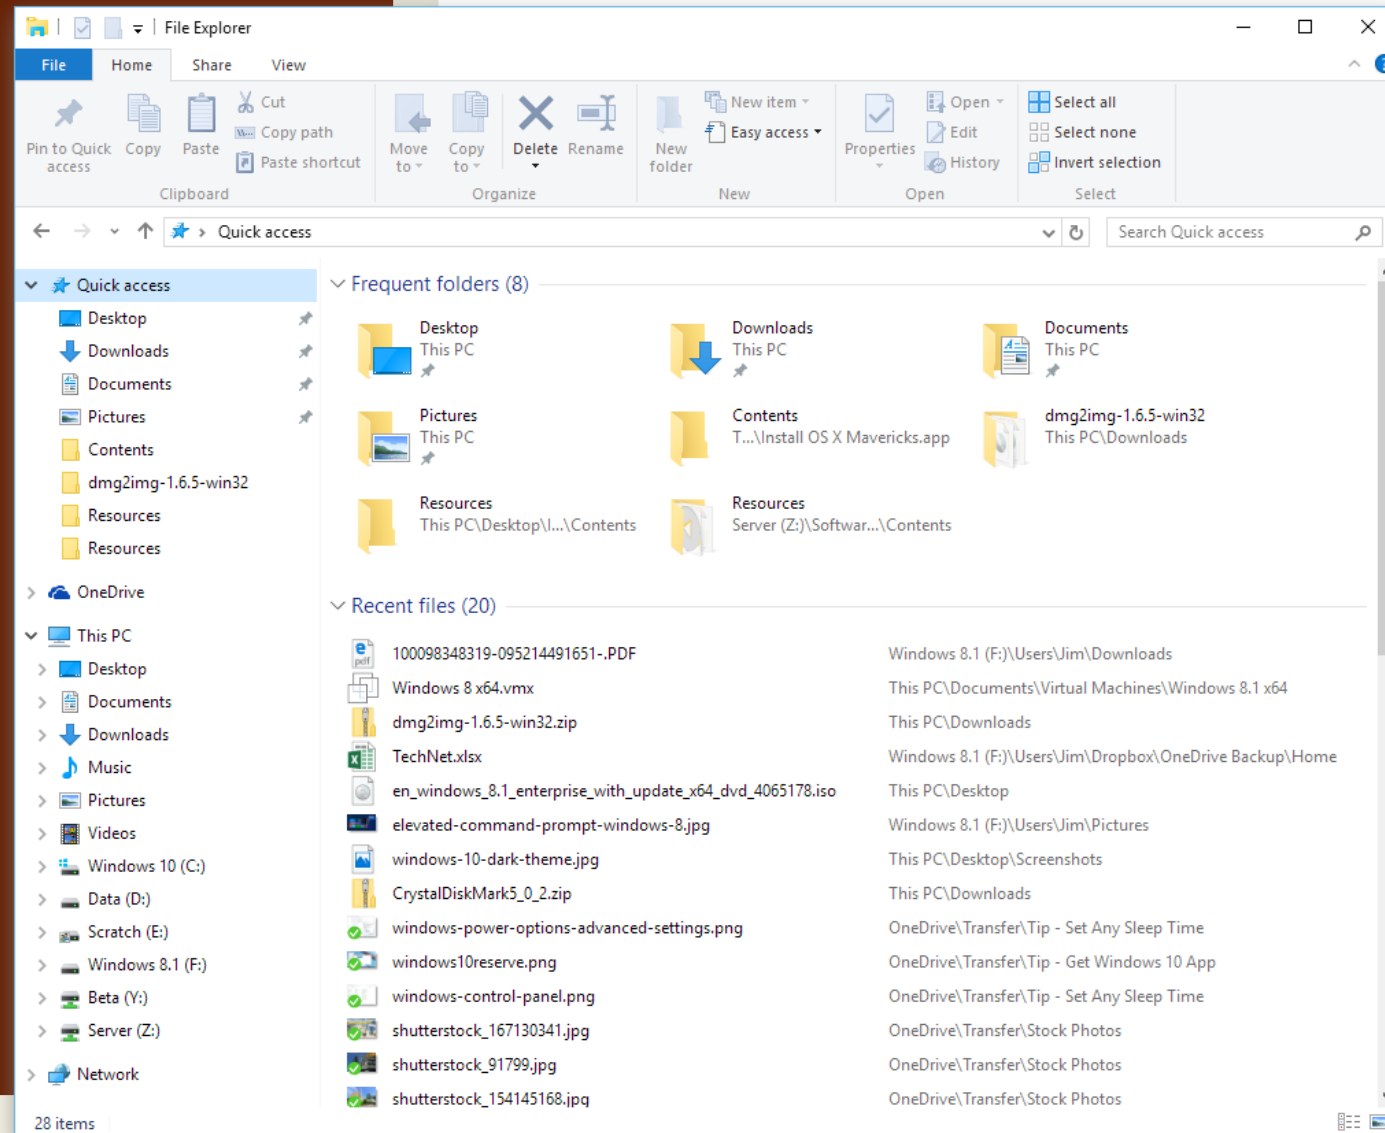 File Explorer
File Home Share View
Pin to Quick access
Copy
Paste
Cut
Copy path
Paste shortcut
Clipboard
Move to
Copy to
Delete
Rename
Organize
New folder
New item
Easy access
New
Properties
Open
Edit
History
Open
Select all
Select none
Invert selection
Select
Quick access
Search Quick access
Quick access
Desktop
Downloads
Documents
Pictures
Contents
dmg2img-1.6.5-win32
Resources
Resources
OneDrive
This PC
Desktop
Documents
Downloads
Music
Pictures
Videos
Windows 10 (C:)
Data (D:)
Scratch (E:)
Windows 8.1 (F:)
Beta (Y:)
Server (Z:)
Network
Frequent folders (8)
Desktop
This PC
Downloads
This PC
Documents
This PC
Pictures
This PC
Contents
T...\Install OS X Mavericks.app
dmg2img-1.6.5-win32
This PC\Downloads
Resources
This PC\Desktop\I...\Contents
Resources
Server (Z:)\Softwar...\Contents
Recent files (20)
100098348319-095214491651-.PDF Windows 8.1 (F:)\Users\Jim\Downloads
Windows 8 x64.vmx This PC\Documents\Virtual Machines\Windows 8.1 x64
dmg2img-1.6.5-win32.zip This PC\Downloads
TechNet.xlsx Windows 8.1 (F:)\Users\Jim\Dropbox\OneDrive Backup\Home
en_windows_8.1_enterprise_with_update_x64_dvd_4065178.iso This PC\Desktop
elevated-command-prompt-windows-8.jpg Windows 8.1 (F:)\Users\Jim\Pictures
windows-10-dark-theme.jpg This PC\Desktop\Screenshots
CrystalDiskMark5_0_2.zip This PC\Downloads
windows-power-options-advanced-settings.png OneDrive\Transfer\Tip - Set Any Sleep Time
windows10reserve.png OneDrive\Transfer\Tip - Get Windows 10 App
windows-control-panel.png OneDrive\Transfer\Tip - Set Any Sleep Time
shutterstock_167130341.jpg OneDrive\Transfer\Stock Photos
shutterstock_91799.jpg OneDrive\Transfer\Stock Photos
shutterstock_154145168.jpg OneDrive\Transfer\Stock Photos
28 items